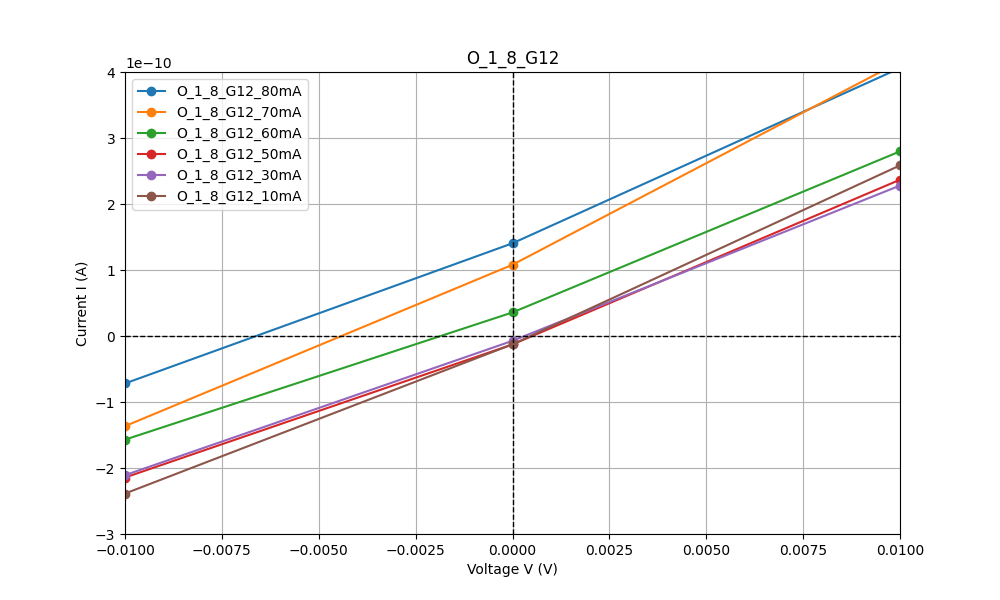 O_1_8_G12
1e−10
4
3
2
1
0
−1
−2
−3
Current I (A)
O_1_8_G12_80mA
O_1_8_G12_70mA
O_1_8_G12_60mA
O_1_8_G12_50mA
O_1_8_G12_30mA
O_1_8_G12_10mA
−0.0100 −0.0075 −0.0050 −0.0025 0.0000 0.0025 0.0050 0.0075 0.0100
Voltage V (V)